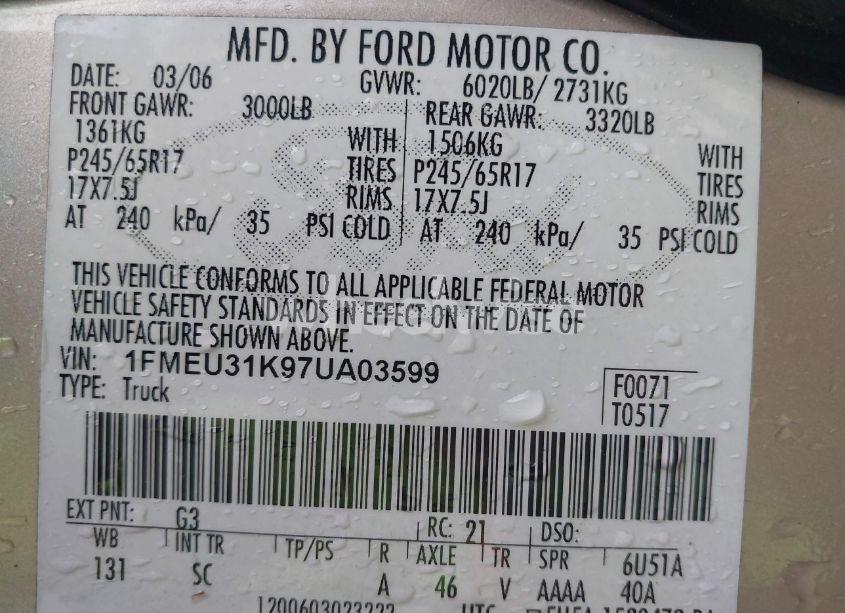 MFD. BY FORD MOTOR CO.
DATE: 03/06 GVWR: 6020LB/ 2731KG
FRONT GAWR: 3000LB REAR GAWR: 3320LB
1361KG WITH 1506KG WITH
P245/65R17 TIRES P245/65R17 TIRES
17X7.5J RIMS 17X7.5J RIMS
AT 240 kPa/ 35 PSI COLD AT 240 kPa/ 35 PSI COLD
THIS VEHICLE CONFORMS TO ALL APPLICABLE FEDERAL MOTOR
VEHICLE SAFETY STANDARDS IN EFFECT ON THE DATE OF
MANUFACTURE SHOWN ABOVE.
VIN: 1FMEU31K97UA03599
TYPE: Truck
F0071
T0517
EXT PNT: G3 RC: 21 DSO:
WB INT TR TP/PS R AXLE TR SPR 6U51A
131 SC A 46 V AAAA 40A
1200603023222 UTC